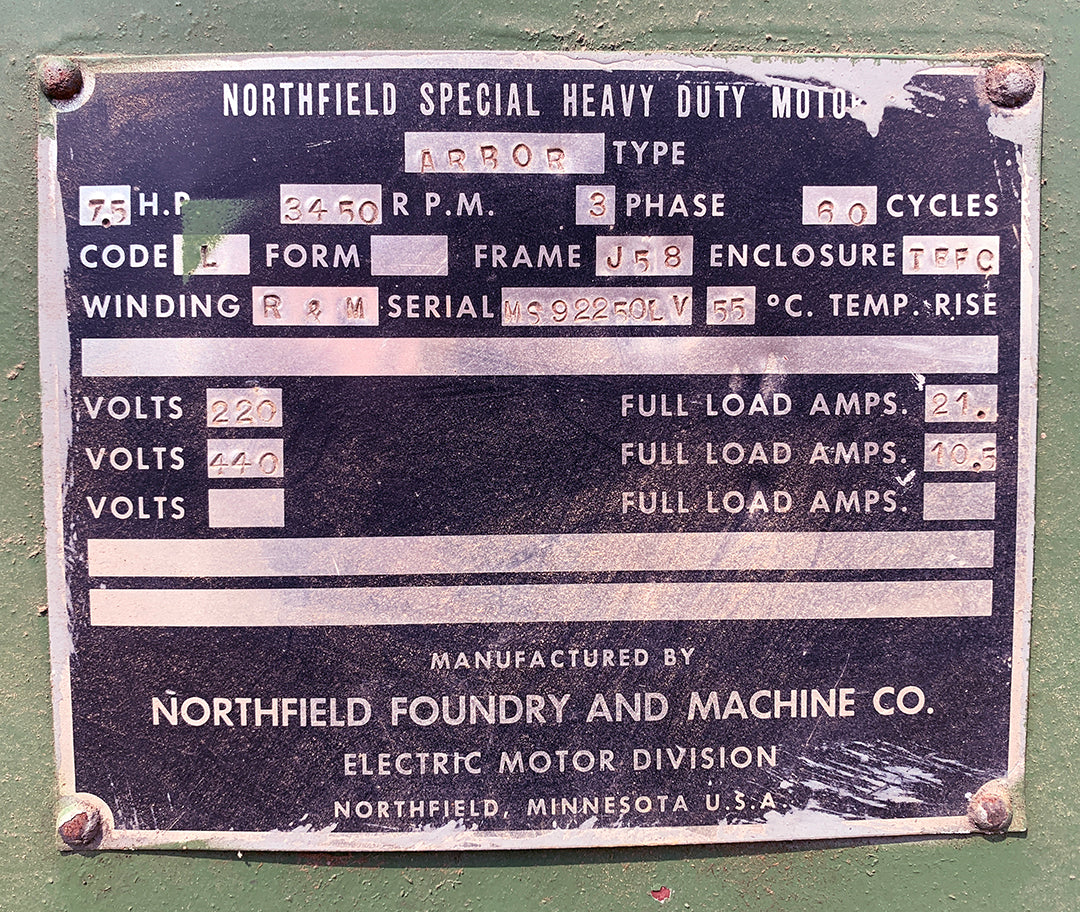 NORTHFIELD SPECIAL HEAVY DUTY MOTOR
ARBOR TYPE
7.5 H.P. 3450 R P.M. 3 PHASE 60 CYCLES
CODE L FORM FRAME J58 ENCLOSURE TEFC
WINDING R & M SERIAL MS92250LV 55 °C. TEMP. RISE
VOLTS 220 FULL LOAD AMPS. 21.
VOLTS 440 FULL LOAD AMPS. 10.5
VOLTS FULL LOAD AMPS.
MANUFACTURED BY
NORTHFIELD FOUNDRY AND MACHINE CO.
ELECTRIC MOTOR DIVISION
NORTHFIELD, MINNESOTA U.S.A.